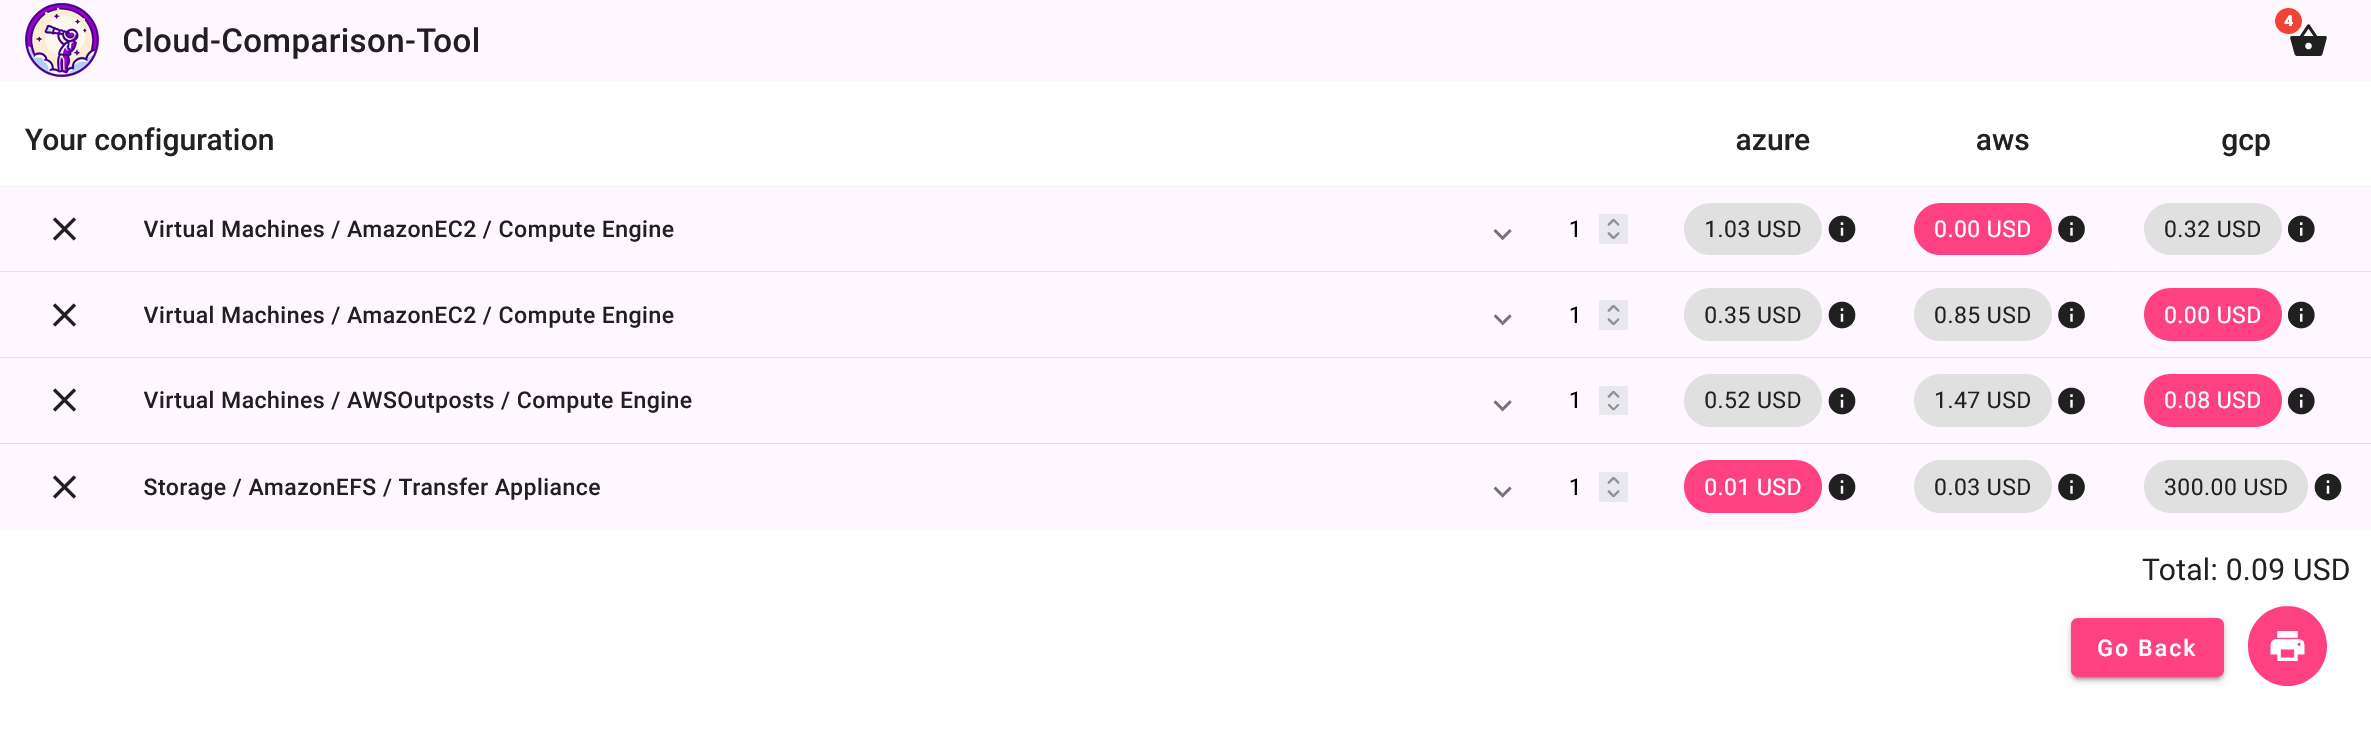 Cloud-Comparison-Tool
4
Your configuration azure aws gcp
Virtual Machines / AmazonEC2 / Compute Engine 1 1.03 USD 0.00 USD 0.32 USD
Virtual Machines / AmazonEC2 / Compute Engine 1 0.35 USD 0.85 USD 0.00 USD
Virtual Machines / AWSOutposts / Compute Engine 1 0.52 USD 1.47 USD 0.08 USD
Storage / AmazonEFS / Transfer Appliance 1 0.01 USD 0.03 USD 300.00 USD
Total: 0.09 USD
Go Back